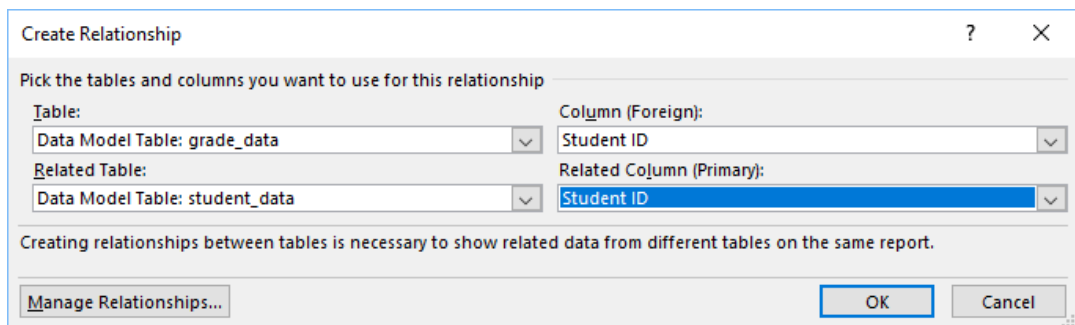 Create Relationship ?
Pick the tables and columns you want to use for this relationship
Table: Column (Foreign):
Data Model Table: grade_data Student ID
Related Table: Related Column (Primary):
Data Model Table: student_data Student ID
Creating relationships between tables is necessary to show related data from different tables on the same report.
Manage Relationships... OK Cancel